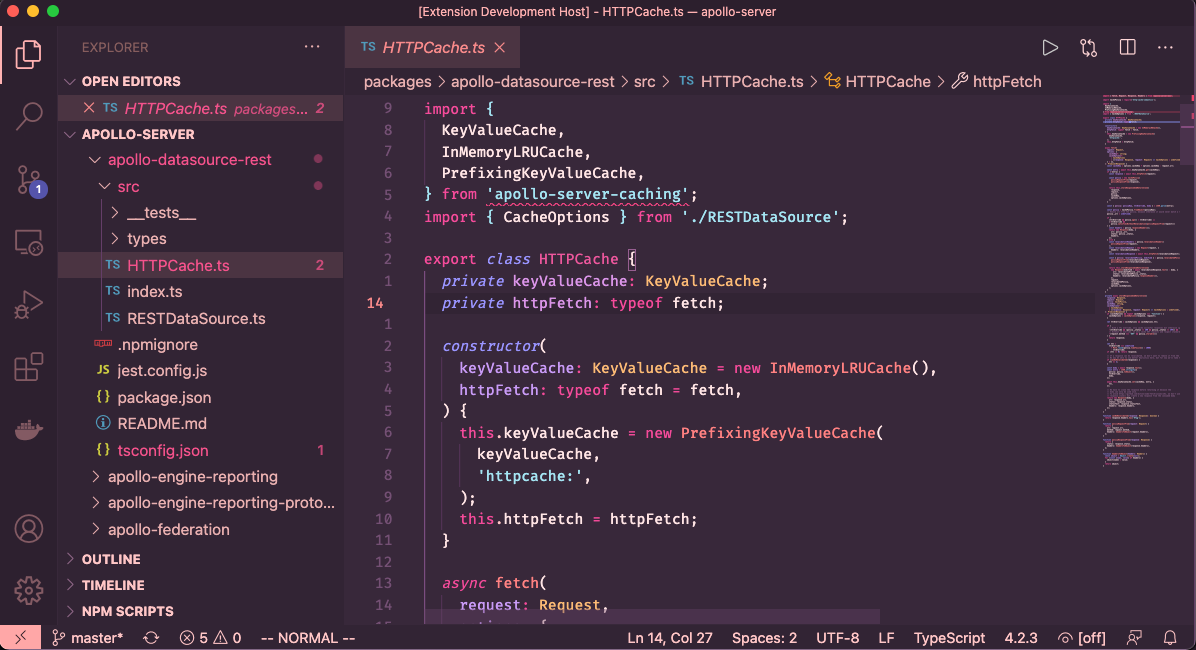 [Extension Development Host] - HTTPCache.ts — apollo-server
EXPLORER
OPEN EDITORS
TS HTTPCache.ts packages... 2
APOLLO-SERVER
apollo-datasource-rest
src
__tests__
types
TS HTTPCache.ts 2
TS index.ts
TS RESTDataSource.ts
.npmignore
JS jest.config.js
{} package.json
README.md
{} tsconfig.json 1
apollo-engine-reporting
apollo-engine-reporting-proto...
apollo-federation
OUTLINE
TIMELINE
NPM SCRIPTS
1
TS HTTPCache.ts
packages > apollo-datasource-rest > src > TS HTTPCache.ts > HTTPCache > httpFetch
9 import {
8 KeyValueCache,
7 InMemoryLRUCache,
6 PrefixingKeyValueCache,
5 } from 'apollo-server-caching';
4 import { CacheOptions } from './RESTDataSource';
3
2 export class HTTPCache {
1 private keyValueCache: KeyValueCache;
14 private httpFetch: typeof fetch;
1
2 constructor(
3 keyValueCache: KeyValueCache = new InMemoryLRUCache(),
4 httpFetch: typeof fetch = fetch,
5 ) {
6 this.keyValueCache = new PrefixingKeyValueCache(
7 keyValueCache,
8 'httpcache:',
9 );
10 this.httpFetch = httpFetch;
11 }
12
13 async fetch(
14 request: Request,
master* 5 0 -- NORMAL -- Ln 14, Col 27 Spaces: 2 UTF-8 LF TypeScript 4.2.3 [off]